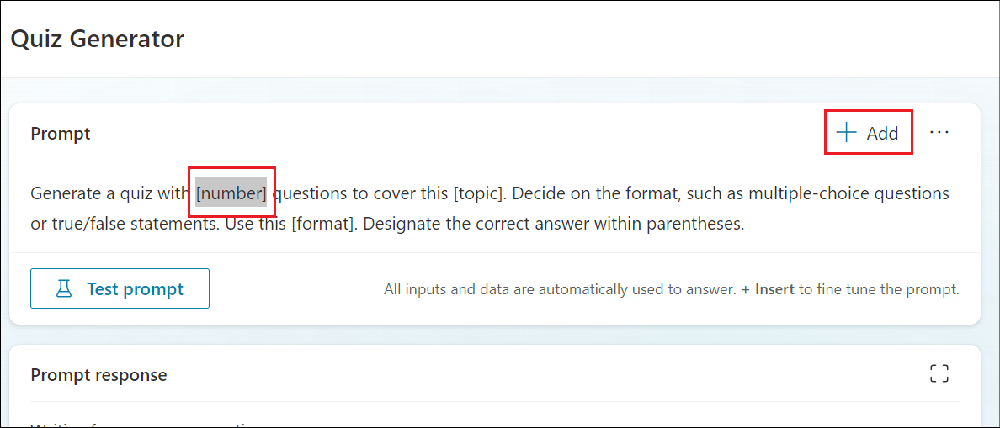 Quiz Generator
Prompt
Add
Generate a quiz with [number] questions to cover this [topic]. Decide on the format, such as multiple-choice questions
or true/false statements. Use this [format]. Designate the correct answer within parentheses.
Test prompt
All inputs and data are automatically used to answer. + Insert to fine tune the prompt.
Prompt response